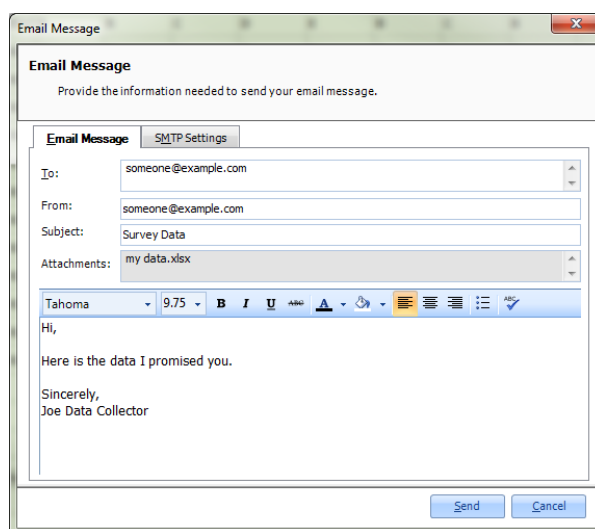 Email Message
Email Message
Provide the information needed to send your email message.
Email Message SMTP Settings
To: someone@example.com
From: someone@example.com
Subject: Survey Data
Attachments: my data.xlsx
Tahoma 9.75 B I U ABC A ABC
Hi,
Here is the data I promised you.
Sincerely,
Joe Data Collector
Send Cancel